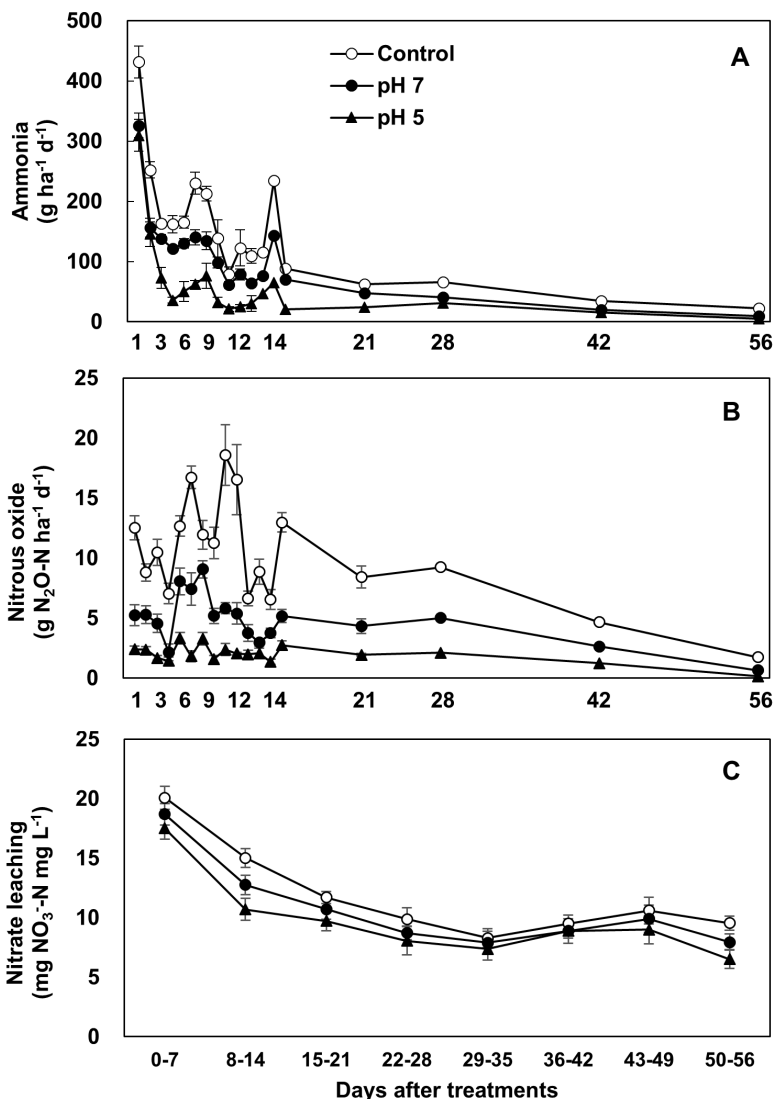 500
400
300
200
100
0
Ammonia
(g ha⁻¹ d⁻¹)
Control
pH 7
pH 5
A
1 3 6 9 12 14 21 28 42 56
25
20
15
10
5
0
Nitrous oxide
(g N₂O-N ha⁻¹ d⁻¹)
B
1 3 6 9 12 14 21 28 42 56
25
20
15
10
5
0
Nitrate leaching
(mg NO₃⁻-N mg L⁻¹)
C
0-7 8-14 15-21 22-28 29-35 36-42 43-49 50-56
Days after treatments